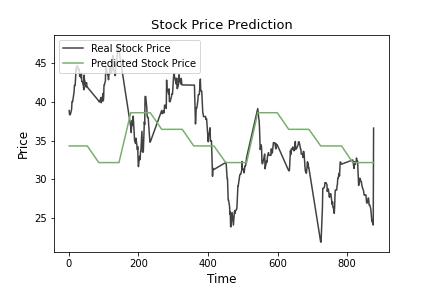 Stock Price Prediction
Real Stock Price
Predicted Stock Price
Price
45
40
35
30
25
0 200 400 600 800
Time